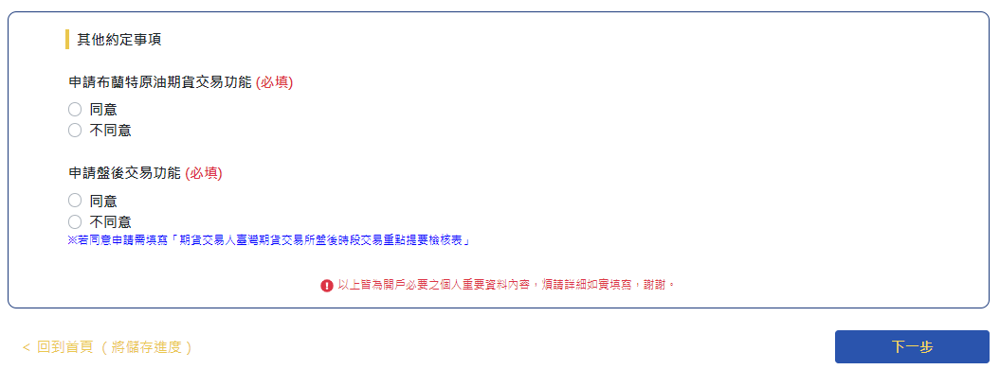 其他約定事項
申請布蘭特原油期貨交易功能 (必填)
同意
不同意
申請盤後交易功能 (必填)
同意
不同意
※若同意申請需填寫「期貨交易人臺灣期貨交易所盤後時段交易重點提要檢核表」
以上皆為開戶必要之個人重要資料內容，煩請詳細如實填寫，謝謝。
< 回到首頁 （將儲存進度）
下一步